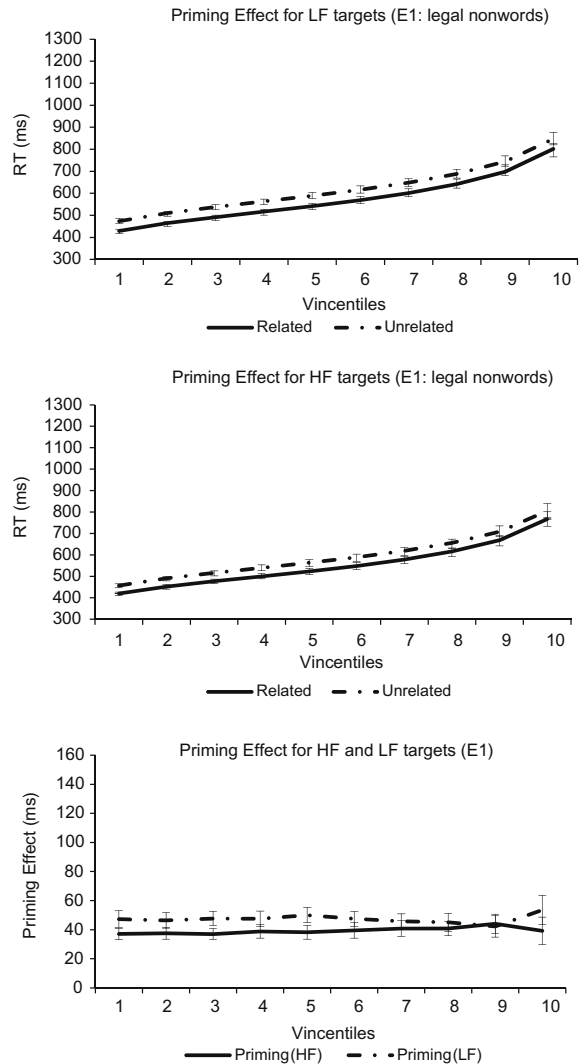 Priming Effect for LF targets (E1: legal nonwords)
1300
1200
1100
1000
900
800
700
600
500
400
300
RT (ms)
1 2 3 4 5 6 7 8 9 10
Vincentiles
Related Unrelated
Priming Effect for HF targets (E1: legal nonwords)
1300
1200
1100
1000
900
800
700
600
500
400
300
RT (ms)
1 2 3 4 5 6 7 8 9 10
Vincentiles
Related Unrelated
Priming Effect for HF and LF targets (E1)
160
140
120
100
80
60
40
20
0
Priming Effect (ms)
1 2 3 4 5 6 7 8 9 10
Vincentiles
Priming(HF) Priming(LF)